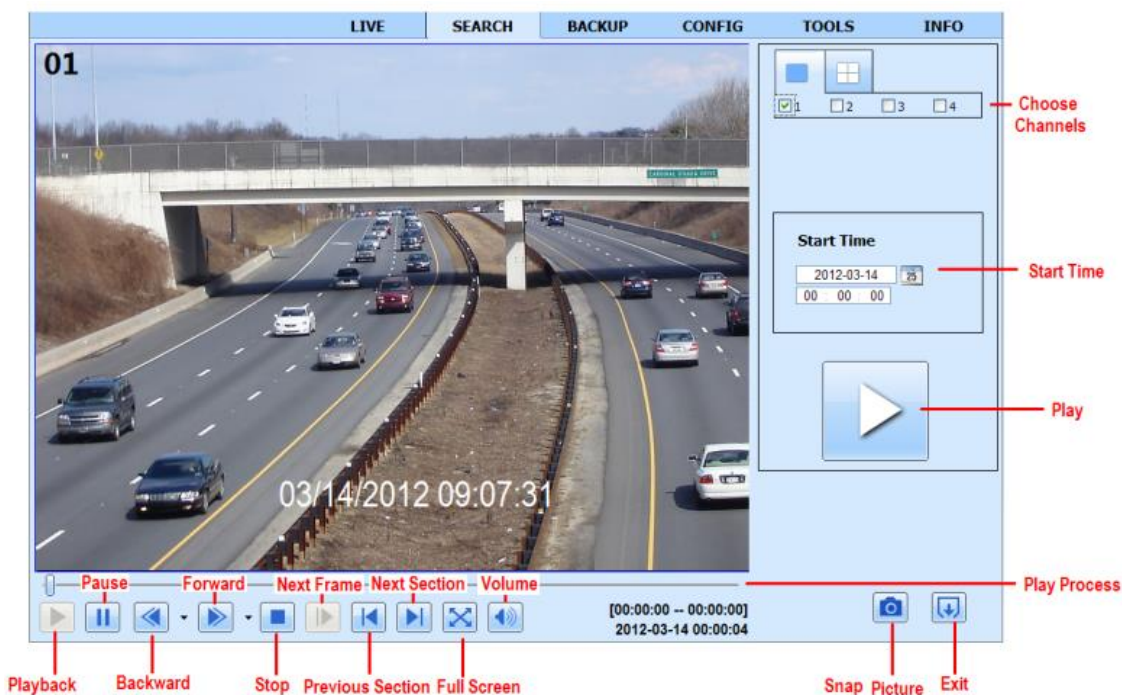 LIVE SEARCH BACKUP CONFIG TOOLS INFO
01
1 2 3 4
Choose
Channels
CARDINAL O'HARA DRIVE
Start Time
2012-03-14 25
00 : 00 : 00
Start Time
Play
03/14/2012 09:07:31
Play Process
Pause Forward Next Frame Next Section Volume
[00:00:00 -- 00:00:00]
2012-03-14 00:00:04
Playback Backward Stop Previous Section Full Screen Snap Picture Exit